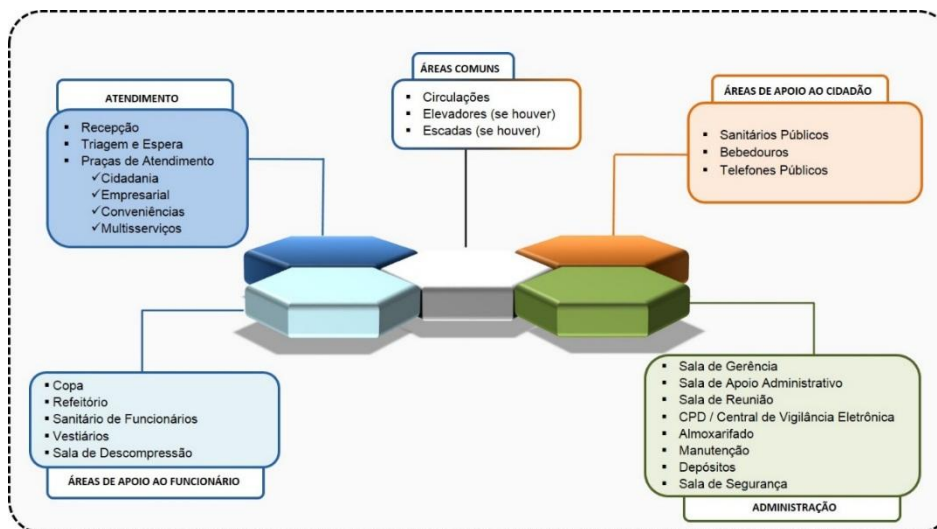 ATENDIMENTO
▪ Recepção
▪ Triagem e Espera
▪ Praças de Atendimento
✓Cidadania
✓Empresarial
✓Conveniências
✓Multisserviços
ÁREAS COMUNS
▪ Circulações
▪ Elevadores (se houver)
▪ Escadas (se houver)
ÁREAS DE APOIO AO CIDADÃO
▪ Sanitários Públicos
▪ Bebedouros
▪ Telefones Públicos
▪ Copa
▪ Refeitório
▪ Sanitário de Funcionários
▪ Vestiários
▪ Sala de Descompressão
ÁREAS DE APOIO AO FUNCIONÁRIO
▪ Sala de Gerência
▪ Sala de Apoio Administrativo
▪ Sala de Reunião
▪ CPD / Central de Vigilância Eletrônica
▪ Almoxarifado
▪ Manutenção
▪ Depósitos
▪ Sala de Segurança
ADMINISTRAÇÃO